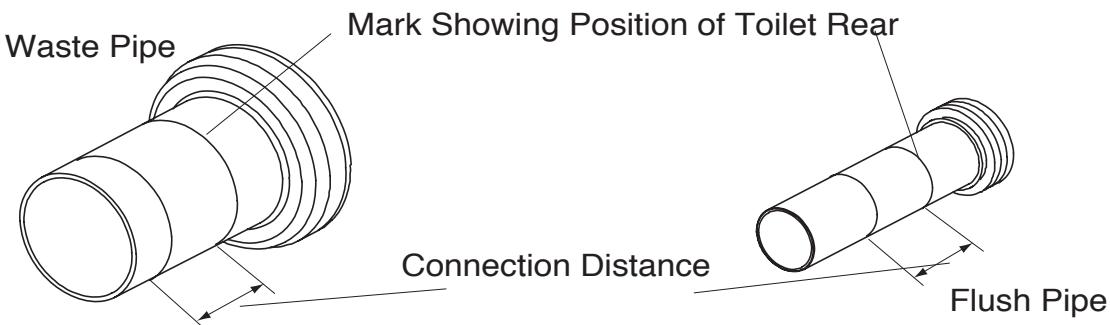 Mark Showing Position of Toilet Rear
Waste Pipe
Connection Distance
Flush Pipe